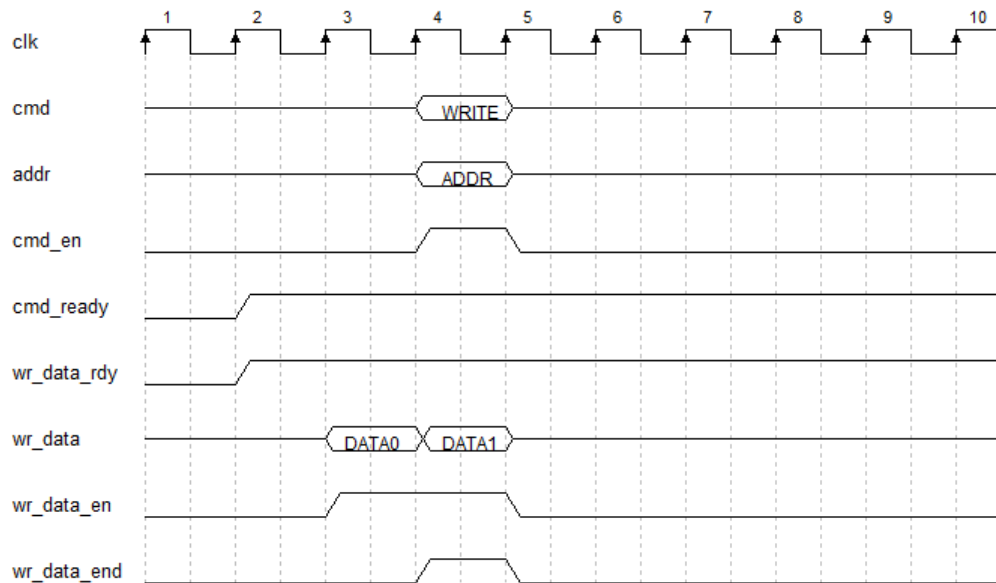 1 2 3 4 5 6 7 8 9 10
clk
cmd WRITE
addr ADDR
cmd_en
cmd_ready
wr_data_rdy
wr_data DATA0 DATA1
wr_data_en
wr_data_end